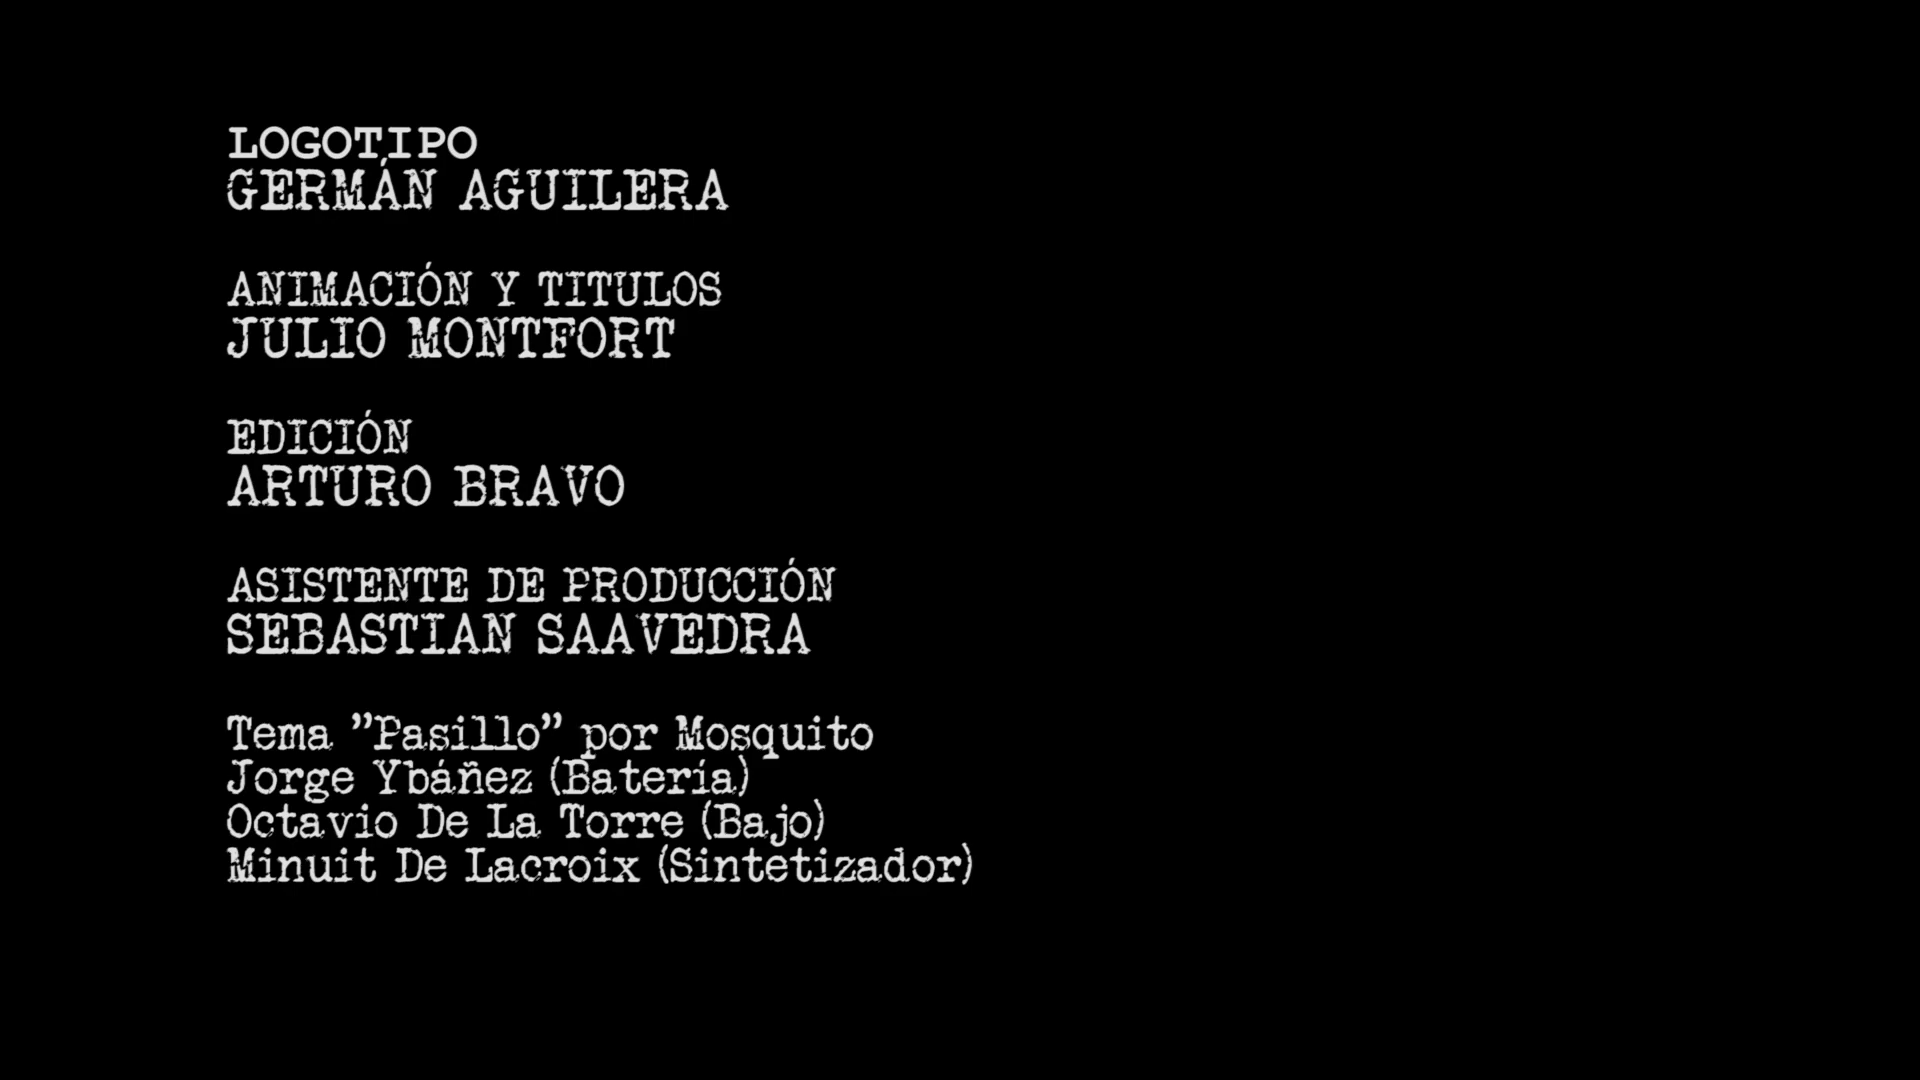 LOGOTIPO
GERMÁN AGUILERA
ANIMACIÓN Y TITULOS
JULIO MONTFORT
EDICIÓN
ARTURO BRAVO
ASISTENTE DE PRODUCCIÓN
SEBASTIAN SAAVEDRA
Tema ”Pasillo” por Mosquito
Jorge Ybáñez (Batería)
Octavio De La Torre (Bajo)
Minuit De Lacroix (Sintetizador)